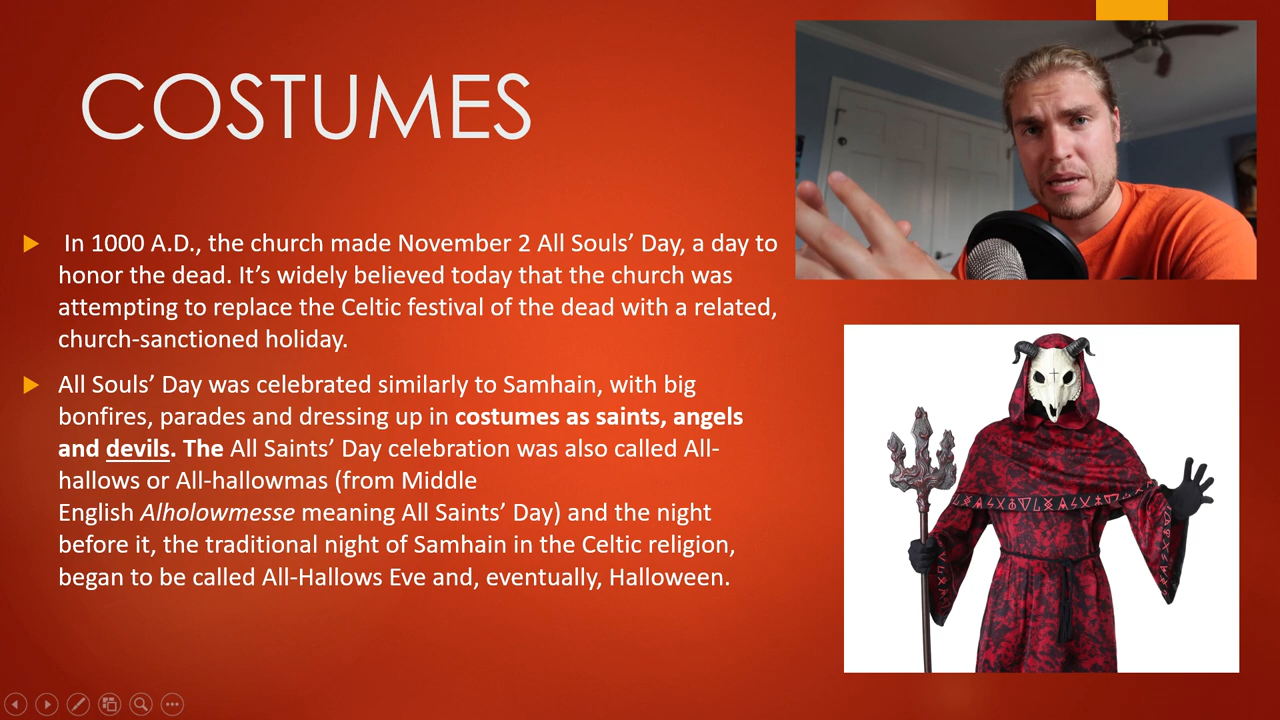 COSTUMES
In 1000 A.D., the church made November 2 All Souls’ Day, a day to
honor the dead. It’s widely believed today that the church was
attempting to replace the Celtic festival of the dead with a related,
church-sanctioned holiday.
All Souls’ Day was celebrated similarly to Samhain, with big
bonfires, parades and dressing up in costumes as saints, angels
and devils. The All Saints’ Day celebration was also called All-
hallows or All-hallowmas (from Middle
English Alholowmesse meaning All Saints’ Day) and the night
before it, the traditional night of Samhain in the Celtic religion,
began to be called All-Hallows Eve and, eventually, Halloween.